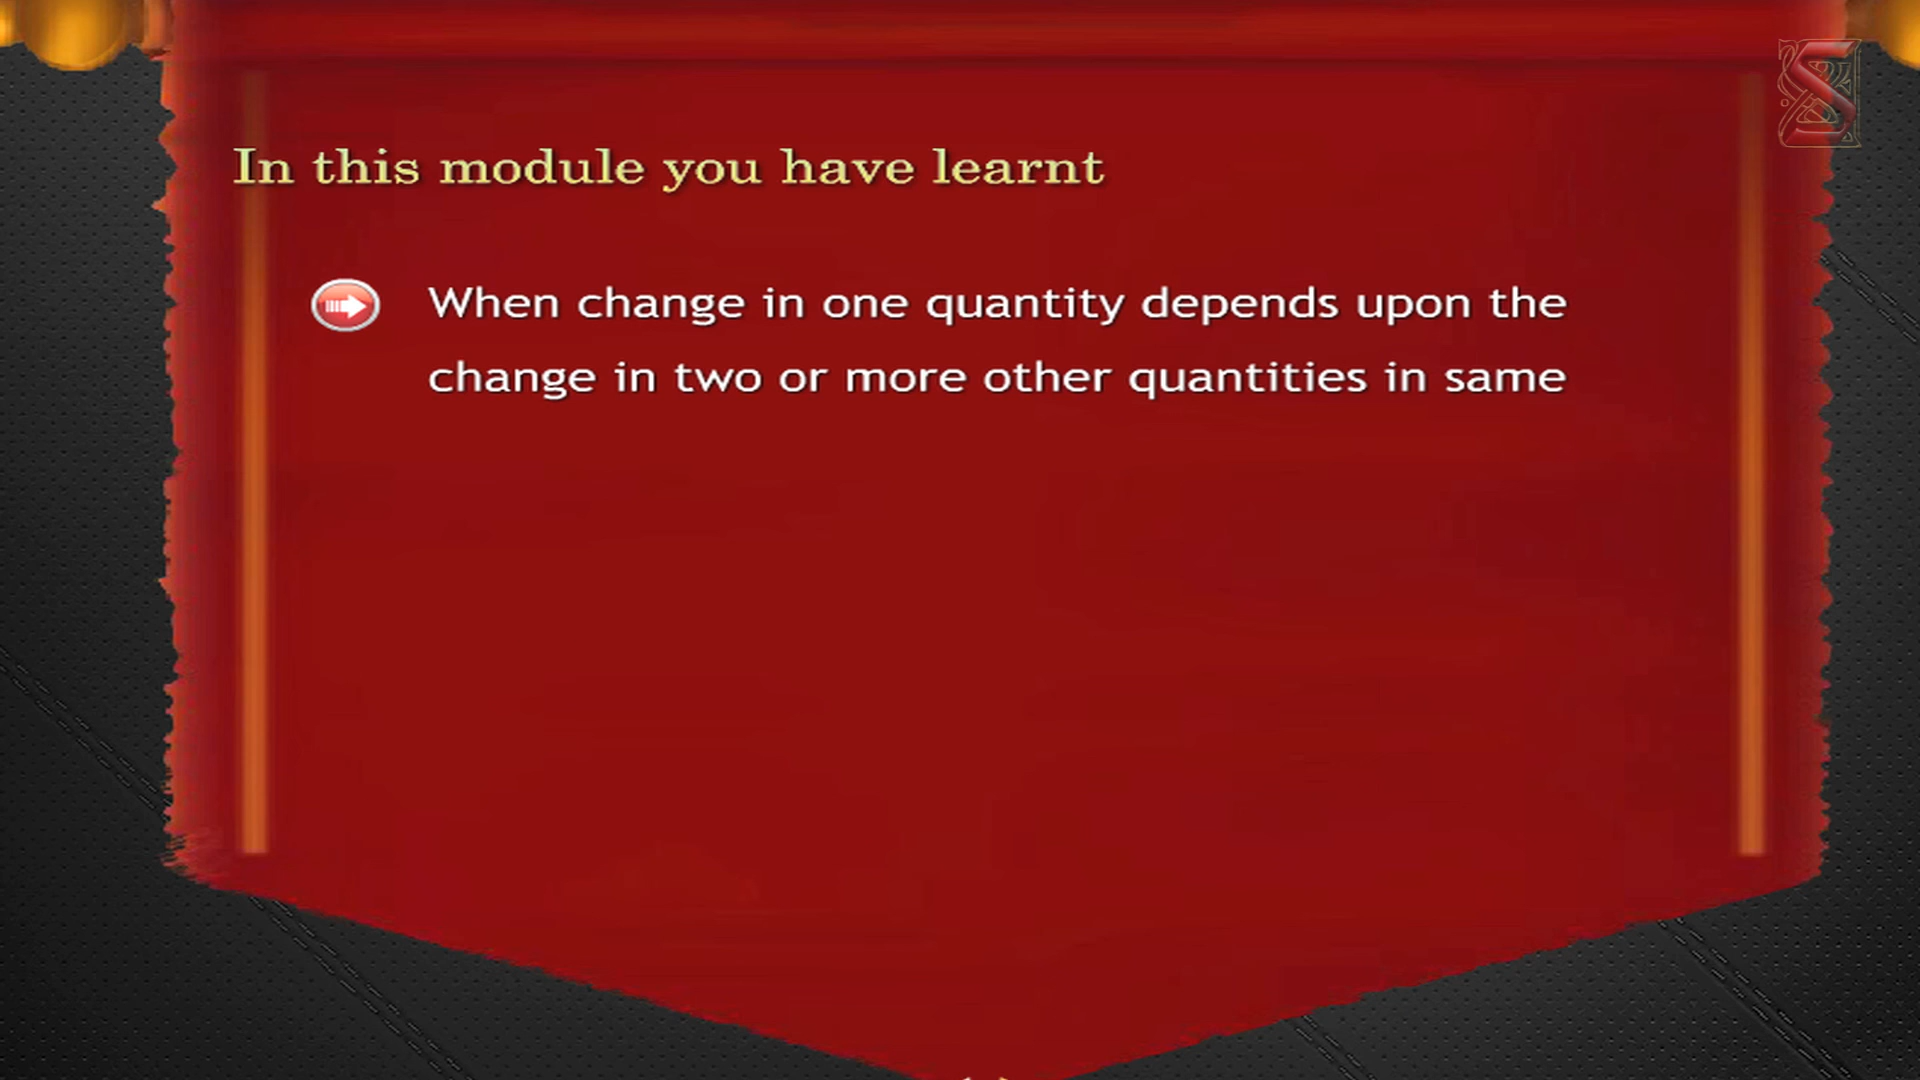 In this module you have learnt
When change in one quantity depends upon the
change in two or more other quantities in same